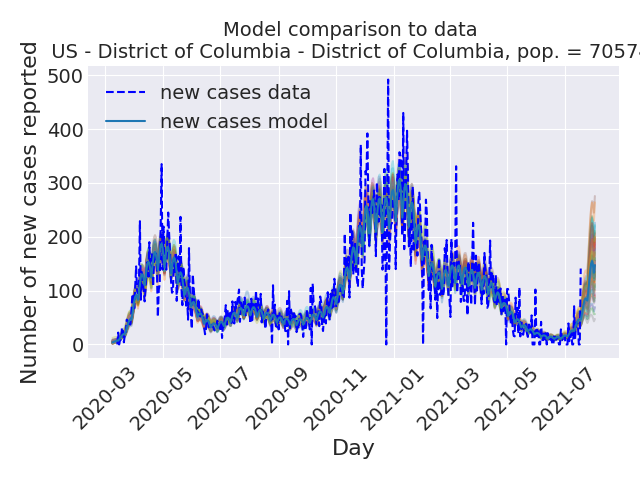 Model comparison to data
US - District of Columbia - District of Columbia, pop. = 7057
Number of new cases reported
500
400
300
200
100
0
new cases data
new cases model
2020-03
2020-05
2020-07
2020-09
2020-11
2021-01
2021-03
2021-05
2021-07
Day